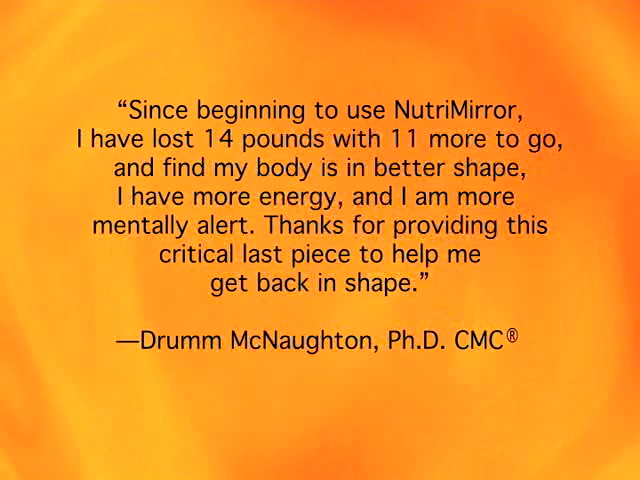 “Since beginning to use NutriMirror,
I have lost 14 pounds with 11 more to go,
and find my body is in better shape,
I have more energy, and I am more
mentally alert. Thanks for providing this
critical last piece to help me
get back in shape.”
—Drumm McNaughton, Ph.D. CMC®